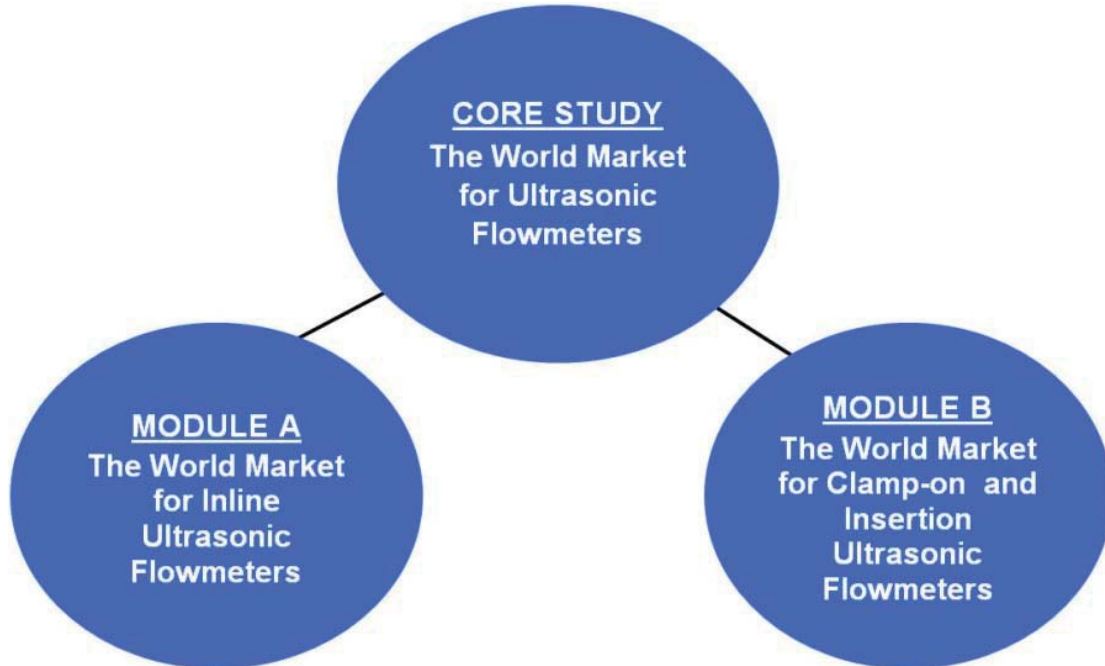 CORE STUDY
The World Market
for Ultrasonic
Flowmeters
MODULE A
The World Market
for Inline
Ultrasonic
Flowmeters
MODULE B
The World Market
for Clamp-on and
Insertion
Ultrasonic
Flowmeters